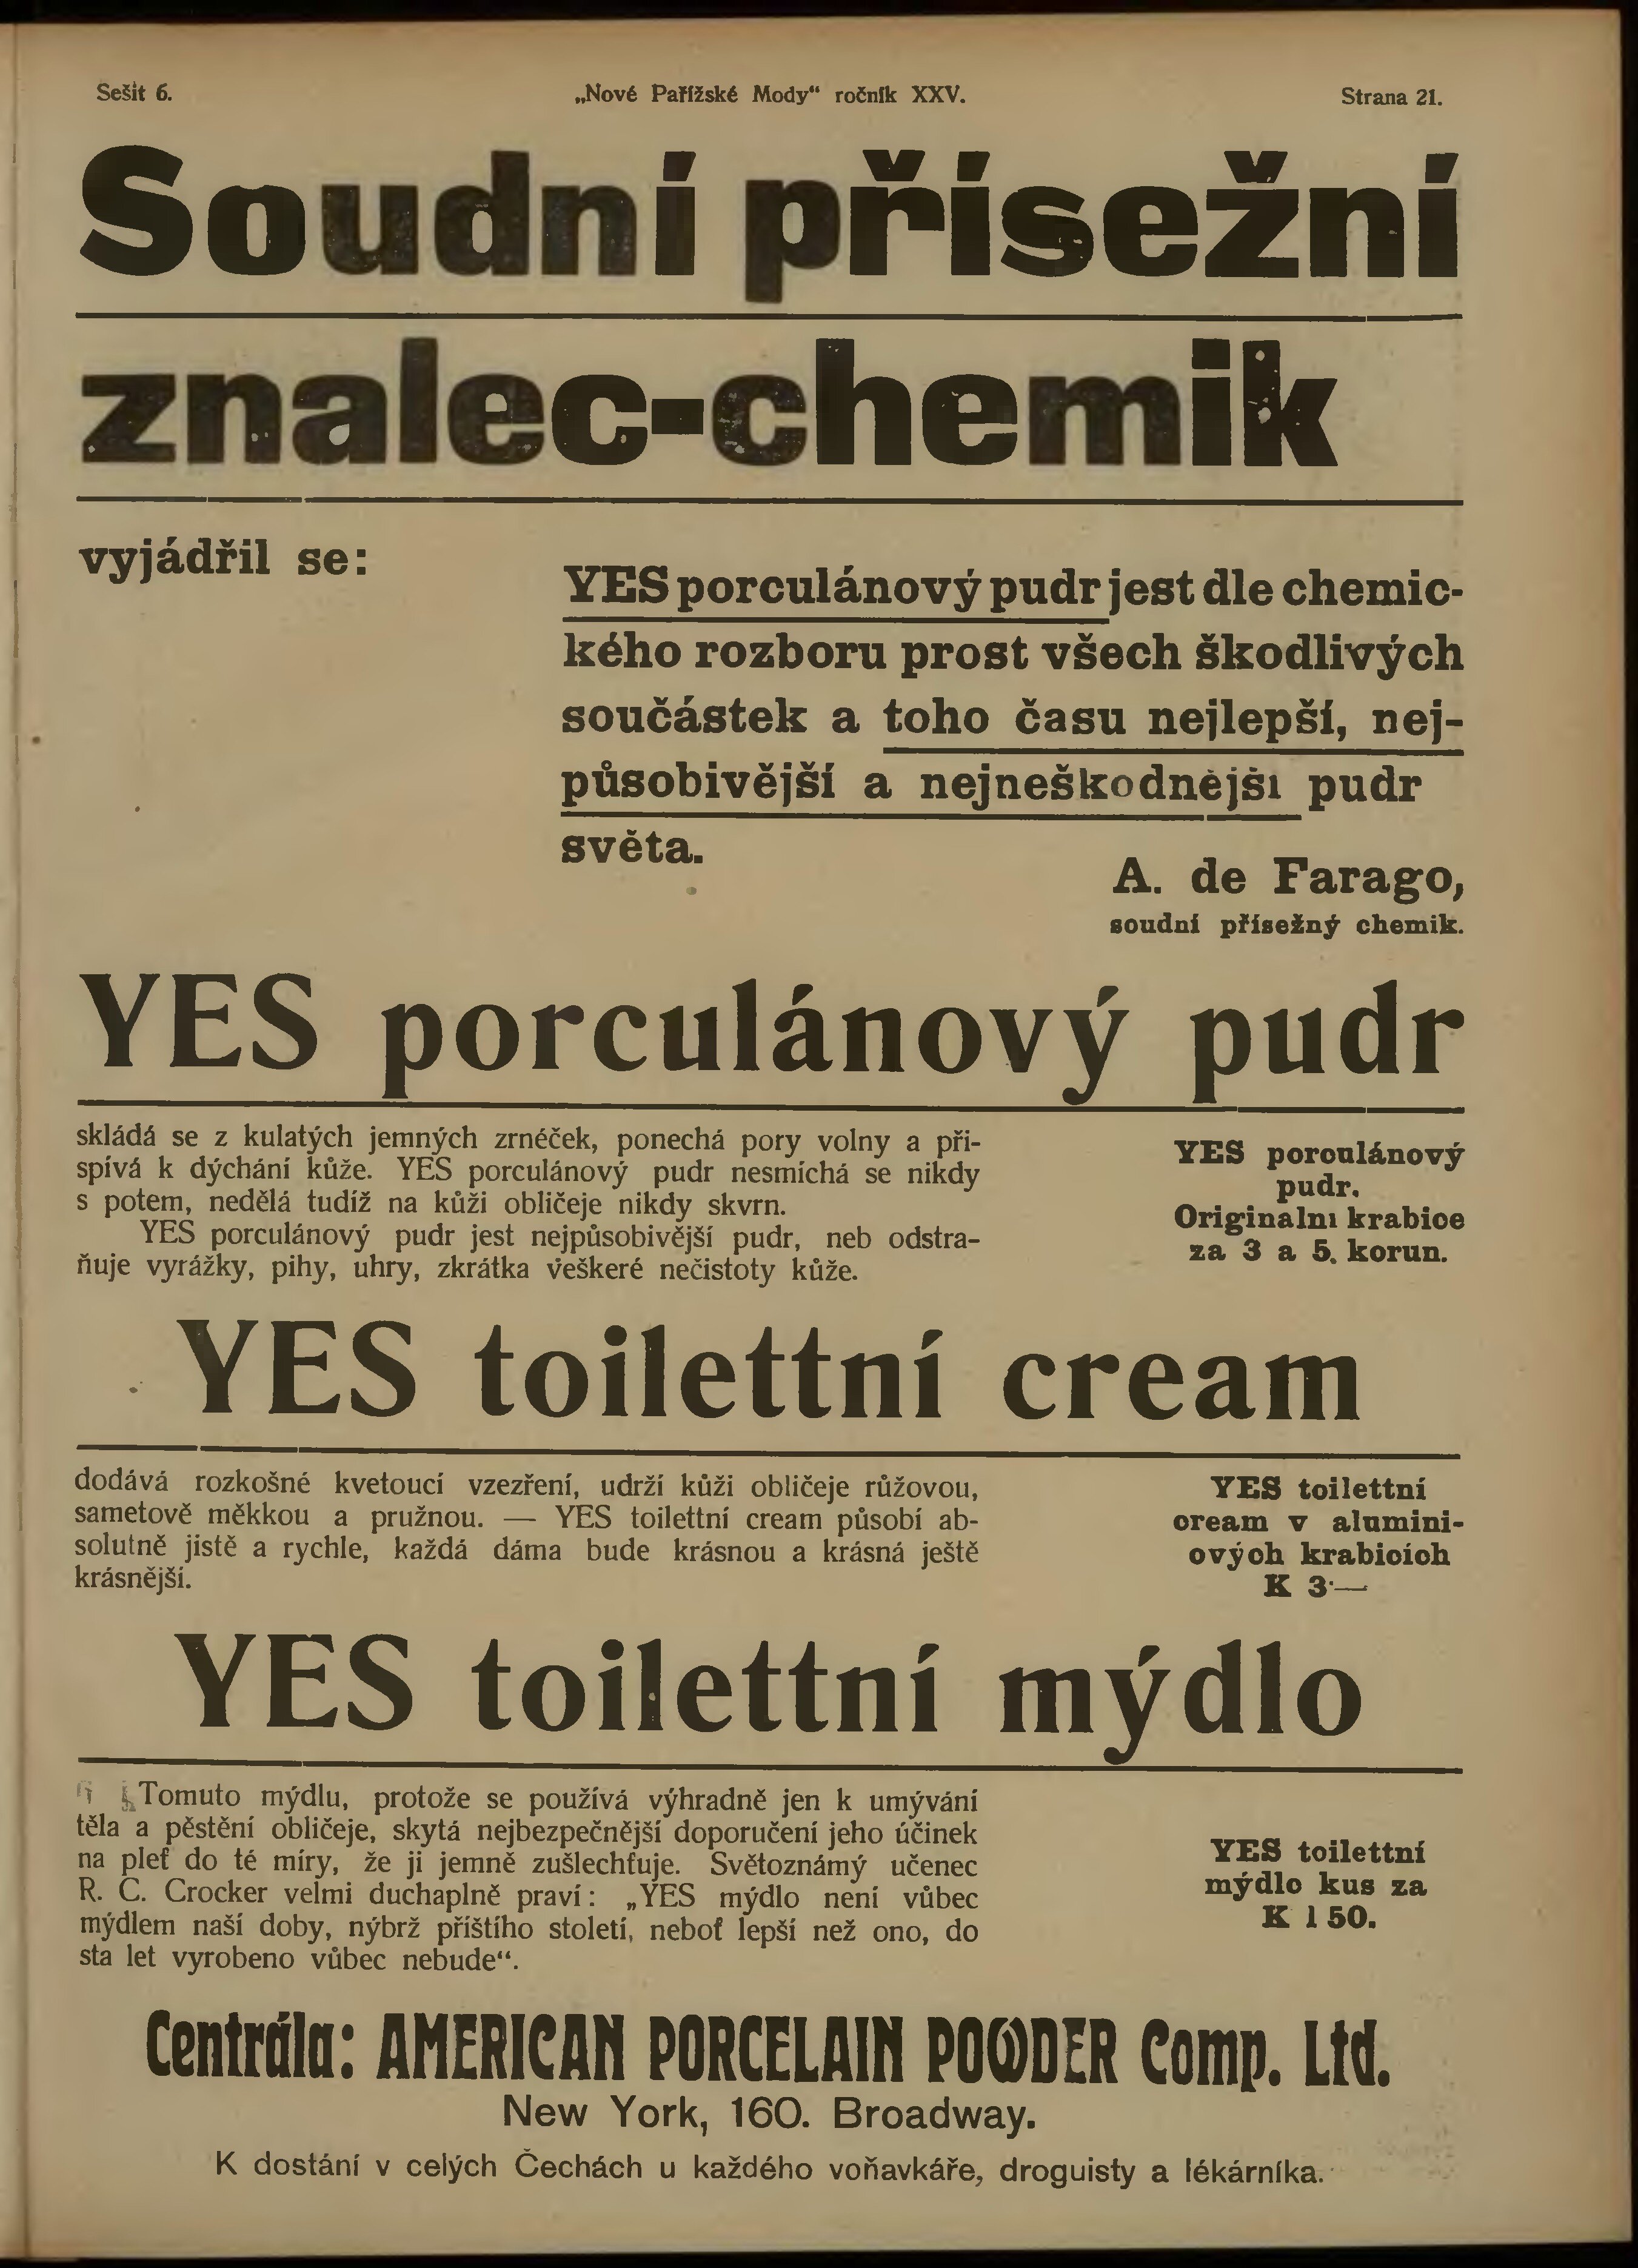 Sešit 6.
„Nové Pařížské Mody“ ročník XXV.
Strana 21.
Soudní přísežní
znalec-chemik
vyjádřil se:
YES porculánový pudr jest dle chemic-
kého rozboru prost všech škodlivých
součástek a toho času nejlepší, nej-
působivější a nejneškodnější pudr
světa.
A. de Farago,
soudní přísežný chemik.
YES porculánový pudr
skládá se z kulatých jemných zrnéček, ponechá pory volny a při-
spívá k dýchání kůže. YES porculánový pudr nesmíchá se nikdy
s potem, nedělá tudíž na kůži obličeje nikdy skvrn.
YES porculánový pudr jest nejpůsobivější pudr, neb odstra-
ňuje vyrážky, pihy, uhry, zkrátka veškeré nečistoty kůže.
YES porculánový
pudr.
Originalní krabice
za 3 a 5. korun.
YES toilettní cream
dodává rozkošné kvetoucí vzezření, udrží kůži obličeje růžovou,
sametově měkkou a pružnou. — YES toilettní cream působí ab-
solutně jistě a rychle, každá dáma bude krásnou a krásná ještě
krásnější.
YES toilettní
cream v alumini-
ových krabicích
K 3·—
YES toilettní mýdlo
Tomuto mýdlu, protože se používá výhradně jen k umývání
těla a pěstění obličeje, skytá nejbezpečnější doporučení jeho účinek
na pleť do té míry, že ji jemně zušlechťuje. Světoznámý učenec
R. C. Crocker velmi duchaplně praví: „YES mýdlo není vůbec
mýdlem naší doby, nýbrž příštího století, neboť lepší než ono, do
sta let vyrobeno vůbec nebude“.
YES toilettní
mýdlo kus za
K 1 50.
Centrála: AMERICAN PORCELAIN POWDER Comp. Ltd.
New York, 160. Broadway.
K dostání v celých Čechách u každého voňavkáře, droguisty a lékárníka.